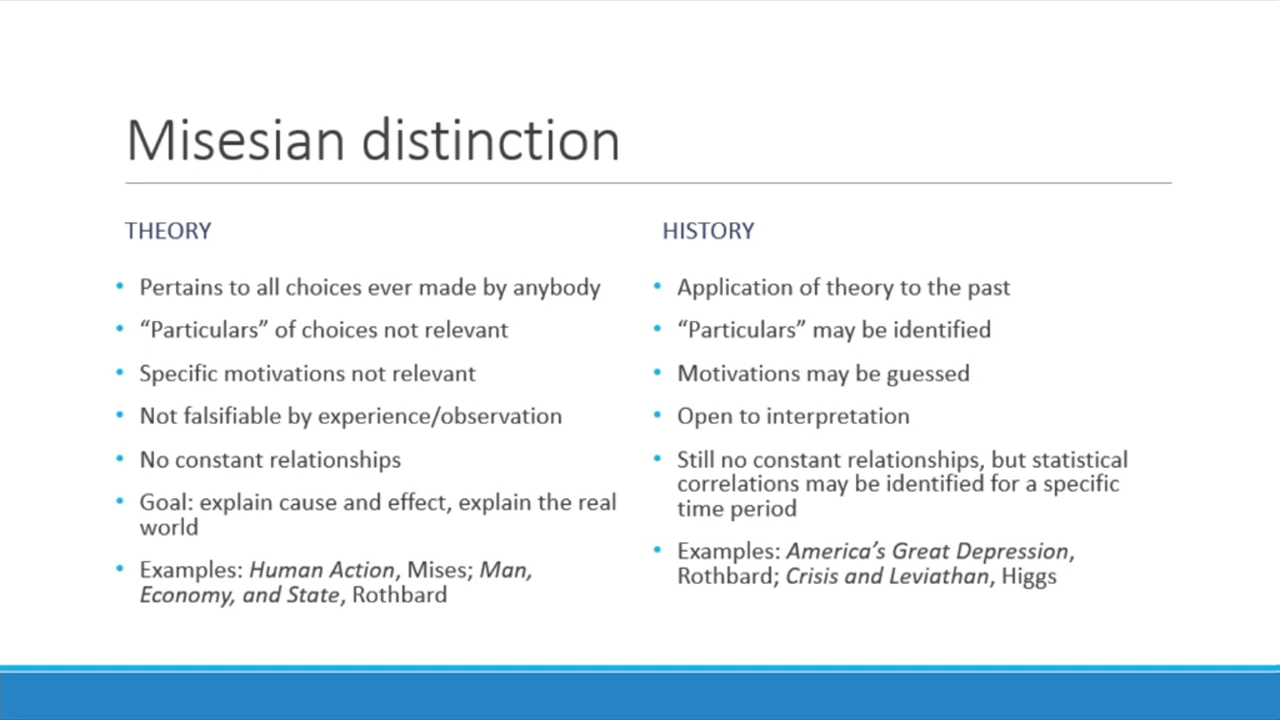 Misesian distinction
THEORY
• Pertains to all choices ever made by anybody
• “Particulars” of choices not relevant
• Specific motivations not relevant
• Not falsifiable by experience/observation
• No constant relationships
• Goal: explain cause and effect, explain the real
world
• Examples: Human Action, Mises; Man,
Economy, and State, Rothbard
HISTORY
• Application of theory to the past
• “Particulars” may be identified
• Motivations may be guessed
• Open to interpretation
• Still no constant relationships, but statistical
correlations may be identified for a specific
time period
• Examples: America’s Great Depression,
Rothbard; Crisis and Leviathan, Higgs